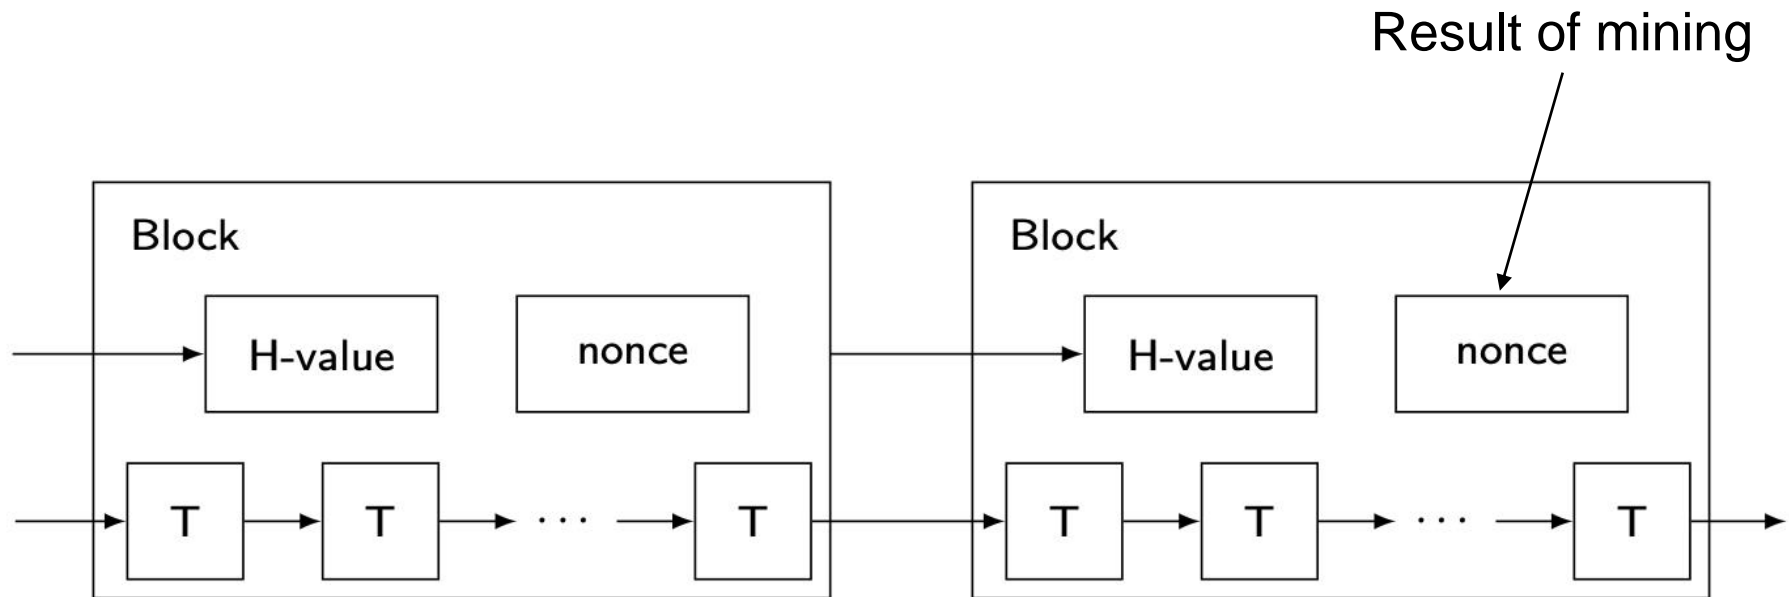 Result of mining
Block
Block
H-value
nonce
H-value
nonce
T
T
...
T
T
T
...
T